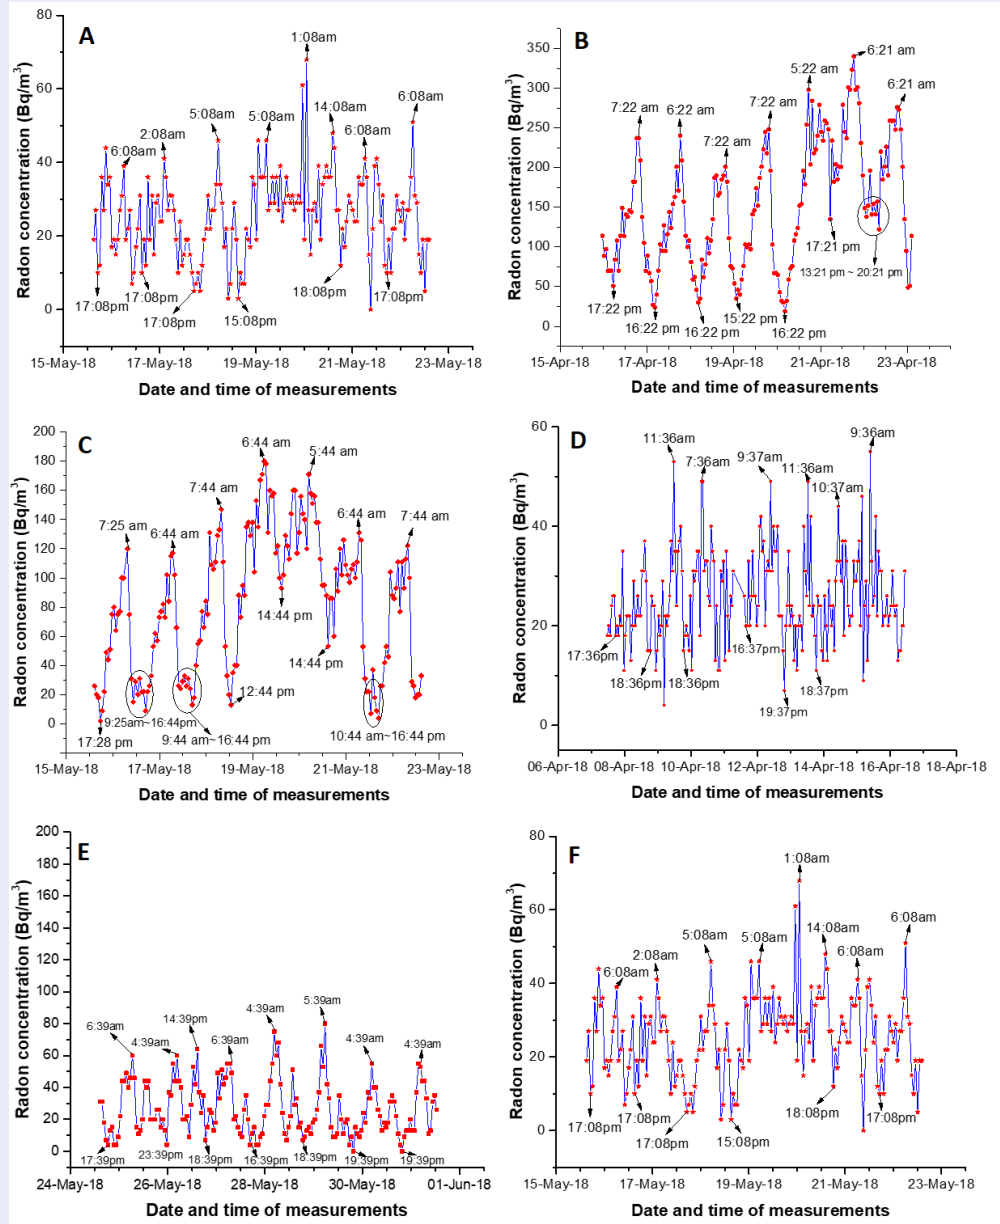 A
Radon concentration (Bq/m³)
80
60
40
20
0
1:08am
5:08am
5:08am
14:08am
6:08am
2:08am
6:08am
6:08am
17:08pm
17:08pm
17:08pm
15:08pm
18:08pm
17:08pm
15-May-18 17-May-18 19-May-18 21-May-18 23-May-18
Date and time of measurements
B
Radon concentration (Bq/m³)
350
300
250
200
150
100
50
0
6:21 am
5:22 am
6:21 am
7:22 am
6:22 am
7:22 am
7:22 am
17:21 pm
13:21 pm ~ 20:21 pm
17:22 pm
16:22 pm
16:22 pm
15:22 pm
16:22 pm
15-Apr-18 17-Apr-18 19-Apr-18 21-Apr-18 23-Apr-18
Date and time of measurements
C
Radon concentration (Bq/m³)
200
180
160
140
120
100
80
60
40
20
0
6:44 am
5:44 am
7:44 am
7:25 am
6:44 am
6:44 am
7:44 am
14:44 pm
14:44 pm
12:44 pm
9:25am~16:44pm
17:28 pm
9:44 am~16:44 pm
10:44 am~16:44 pm
15-May-18 17-May-18 19-May-18 21-May-18 23-May-18
Date and time of measurements
D
Radon concentration (Bq/m³)
60
40
20
0
11:36am
7:36am
9:37am
11:36am
10:37am
9:36am
17:36pm
18:36pm
18:36pm
16:37pm
19:37pm
18:37pm
06-Apr-18 08-Apr-18 10-Apr-18 12-Apr-18 14-Apr-18 16-Apr-18 18-Apr-18
Date and time of measurements
E
Radon concentration (Bq/m³)
200
180
160
140
120
100
80
60
40
20
0
6:39am
4:39am
14:39pm
6:39am
4:39am
5:39am
4:39am
4:39am
17:39pm
23:39pm
18:39pm
16:39pm
18:39pm
19:39pm
19:39pm
24-May-18 26-May-18 28-May-18 30-May-18 01-Jun-18
Date and time of measurements
F
Radon concentration (Bq/m³)
80
60
40
20
0
1:08am
5:08am
5:08am
14:08am
6:08am
2:08am
6:08am
6:08am
17:08pm
17:08pm
17:08pm
15:08pm
18:08pm
17:08pm
15-May-18 17-May-18 19-May-18 21-May-18 23-May-18
Date and time of measurements